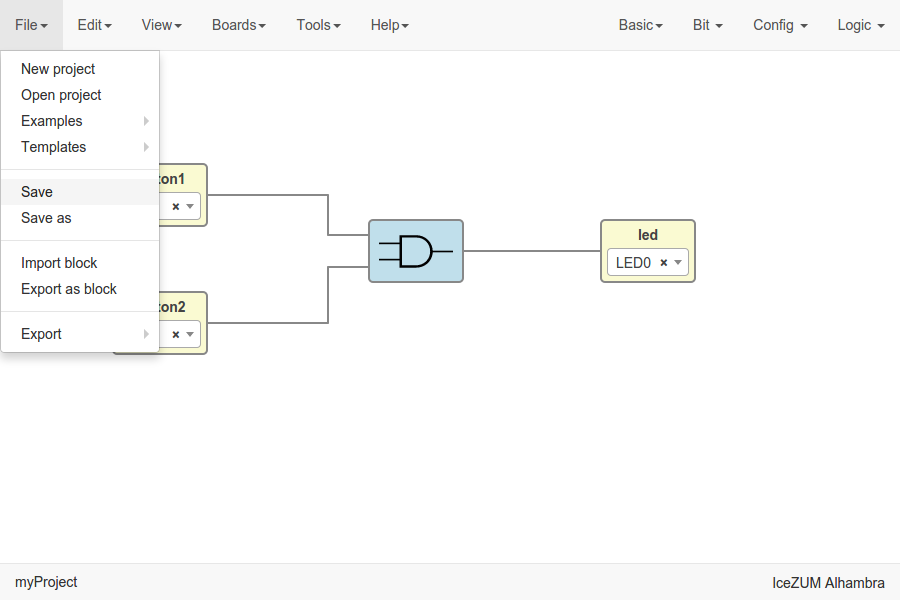 File Edit View Boards Tools Help Basic Bit Config Logic
New project
Open project
Examples
Templates
Save
Save as
Import block
Export as block
Export
ton1
ton2
led
LED0
myProject
IceZUM Alhambra